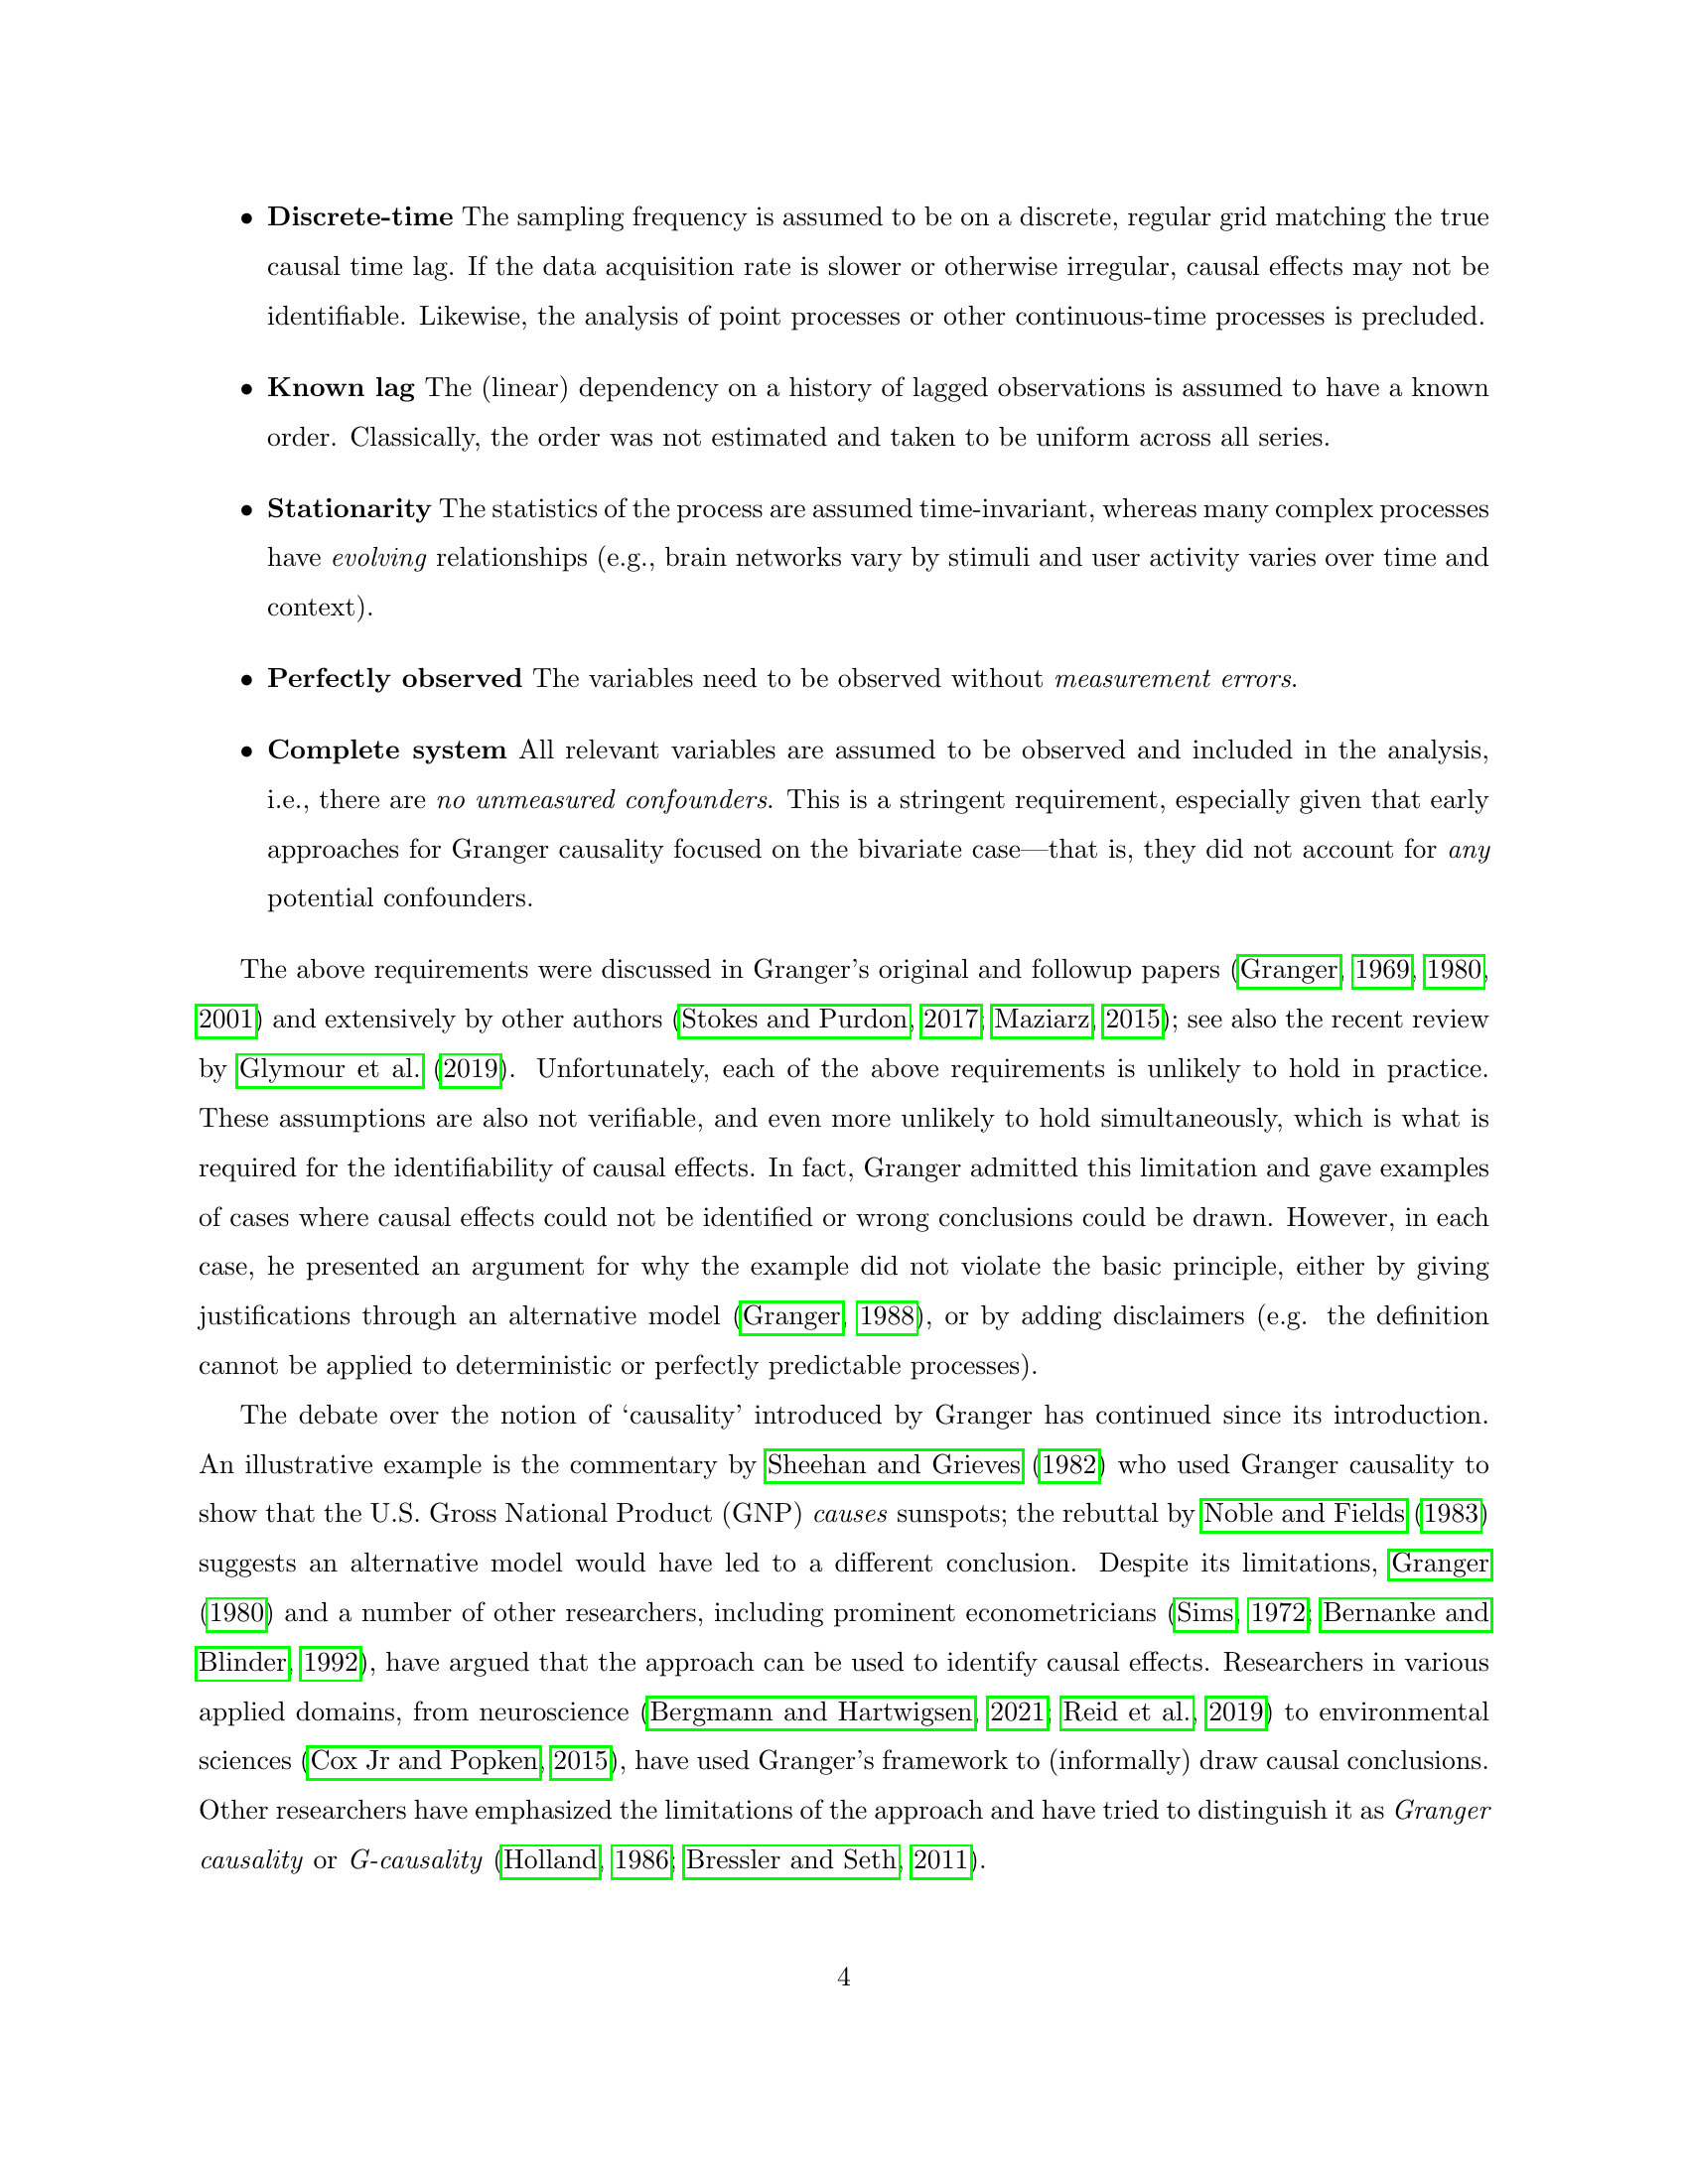 • Discrete-time The sampling frequency is assumed to be on a discrete, regular grid matching the true
causal time lag. If the data acquisition rate is slower or otherwise irregular, causal effects may not be
identifiable. Likewise, the analysis of point processes or other continuous-time processes is precluded.
• Known lag The (linear) dependency on a history of lagged observations is assumed to have a known
order. Classically, the order was not estimated and taken to be uniform across all series.
• Stationarity The statistics of the process are assumed time-invariant, whereas many complex processes
have evolving relationships (e.g., brain networks vary by stimuli and user activity varies over time and
context).
• Perfectly observed The variables need to be observed without measurement errors.
• Complete system All relevant variables are assumed to be observed and included in the analysis,
i.e., there are no unmeasured confounders. This is a stringent requirement, especially given that early
approaches for Granger causality focused on the bivariate case—that is, they did not account for any
potential confounders.
The above requirements were discussed in Granger's original and followup papers (Granger, 1969, 1980,
2001) and extensively by other authors (Stokes and Purdon, 2017; Maziarz, 2015); see also the recent review
by Glymour et al. (2019). Unfortunately, each of the above requirements is unlikely to hold in practice.
These assumptions are also not verifiable, and even more unlikely to hold simultaneously, which is what is
required for the identifiability of causal effects. In fact, Granger admitted this limitation and gave examples
of cases where causal effects could not be identified or wrong conclusions could be drawn. However, in each
case, he presented an argument for why the example did not violate the basic principle, either by giving
justifications through an alternative model (Granger, 1988), or by adding disclaimers (e.g. the definition
cannot be applied to deterministic or perfectly predictable processes).
The debate over the notion of ‘causality’ introduced by Granger has continued since its introduction.
An illustrative example is the commentary by Sheehan and Grieves (1982) who used Granger causality to
show that the U.S. Gross National Product (GNP) causes sunspots; the rebuttal by Noble and Fields (1983)
suggests an alternative model would have led to a different conclusion. Despite its limitations, Granger
(1980) and a number of other researchers, including prominent econometricians (Sims, 1972; Bernanke and
Blinder, 1992), have argued that the approach can be used to identify causal effects. Researchers in various
applied domains, from neuroscience (Bergmann and Hartwigsen, 2021; Reid et al., 2019) to environmental
sciences (Cox Jr and Popken, 2015), have used Granger's framework to (informally) draw causal conclusions.
Other researchers have emphasized the limitations of the approach and have tried to distinguish it as Granger
causality or G-causality (Holland, 1986; Bressler and Seth, 2011).
4